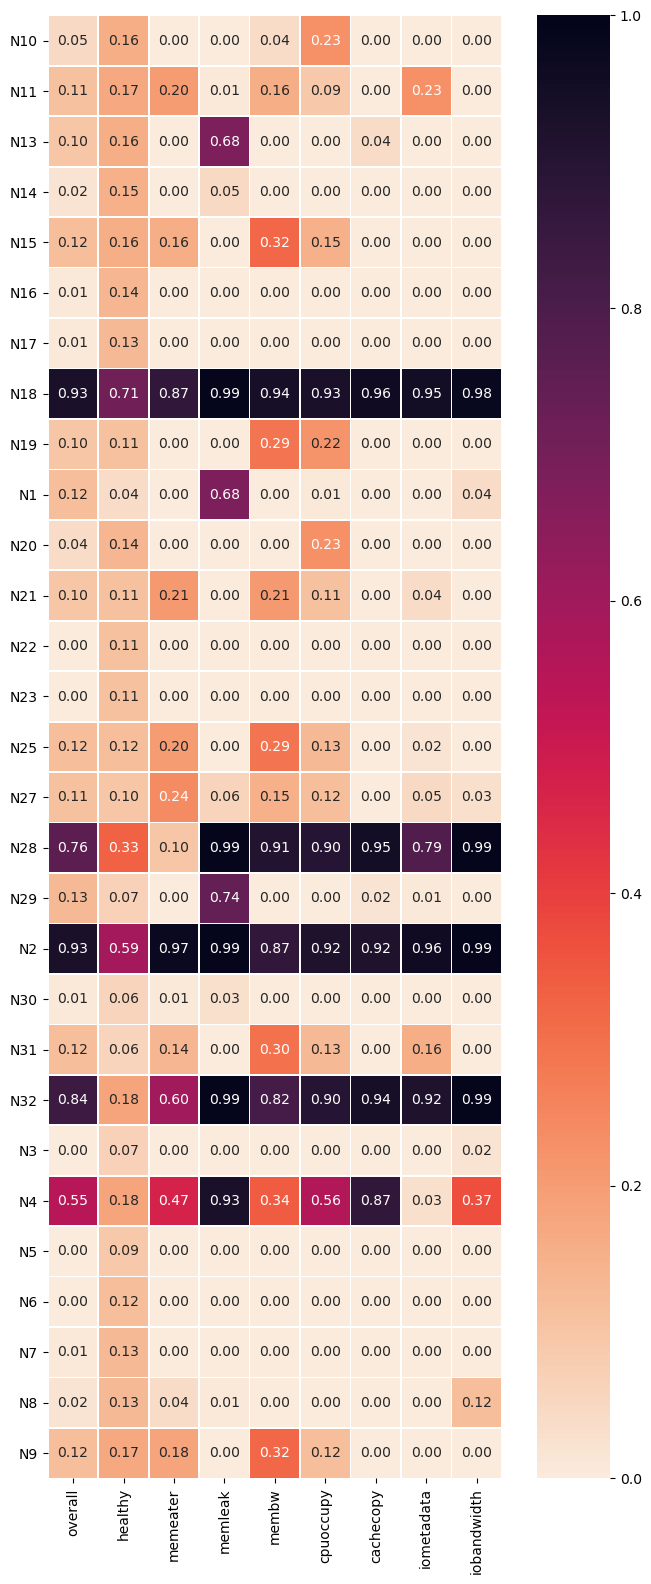 N10 0.05 0.16 0.00 0.00 0.04 0.23 0.00 0.00 0.00
N11 0.11 0.17 0.20 0.01 0.16 0.09 0.00 0.23 0.00
N13 0.10 0.16 0.00 0.68 0.00 0.00 0.04 0.00 0.00
N14 0.02 0.15 0.00 0.05 0.00 0.00 0.00 0.00 0.00
N15 0.12 0.16 0.16 0.00 0.32 0.15 0.00 0.00 0.00
N16 0.01 0.14 0.00 0.00 0.00 0.00 0.00 0.00 0.00
N17 0.01 0.13 0.00 0.00 0.00 0.00 0.00 0.00 0.00
N18 0.93 0.71 0.87 0.99 0.94 0.93 0.96 0.95 0.98
N19 0.10 0.11 0.00 0.00 0.29 0.22 0.00 0.00 0.00
N1 0.12 0.04 0.00 0.68 0.00 0.01 0.00 0.00 0.04
N20 0.04 0.14 0.00 0.00 0.00 0.23 0.00 0.00 0.00
N21 0.10 0.11 0.21 0.00 0.21 0.11 0.00 0.04 0.00
N22 0.00 0.11 0.00 0.00 0.00 0.00 0.00 0.00 0.00
N23 0.00 0.11 0.00 0.00 0.00 0.00 0.00 0.00 0.00
N25 0.12 0.12 0.20 0.00 0.29 0.13 0.00 0.02 0.00
N27 0.11 0.10 0.24 0.06 0.15 0.12 0.00 0.05 0.03
N28 0.76 0.33 0.10 0.99 0.91 0.90 0.95 0.79 0.99
N29 0.13 0.07 0.00 0.74 0.00 0.00 0.02 0.01 0.00
N2 0.93 0.59 0.97 0.99 0.87 0.92 0.92 0.96 0.99
N30 0.01 0.06 0.01 0.03 0.00 0.00 0.00 0.00 0.00
N31 0.12 0.06 0.14 0.00 0.30 0.13 0.00 0.16 0.00
N32 0.84 0.18 0.60 0.99 0.82 0.90 0.94 0.92 0.99
N3 0.00 0.07 0.00 0.00 0.00 0.00 0.00 0.00 0.02
N4 0.55 0.18 0.47 0.93 0.34 0.56 0.87 0.03 0.37
N5 0.00 0.09 0.00 0.00 0.00 0.00 0.00 0.00 0.00
N6 0.00 0.12 0.00 0.00 0.00 0.00 0.00 0.00 0.00
N7 0.01 0.13 0.00 0.00 0.00 0.00 0.00 0.00 0.00
N8 0.02 0.13 0.04 0.01 0.00 0.00 0.00 0.00 0.12
N9 0.12 0.17 0.18 0.00 0.32 0.12 0.00 0.00 0.00
overall
healthy
memeater
memleak
membw
cpuoccupy
cachecopy
iometadata
iobandwidth
1.0
0.8
0.6
0.4
0.2
0.0